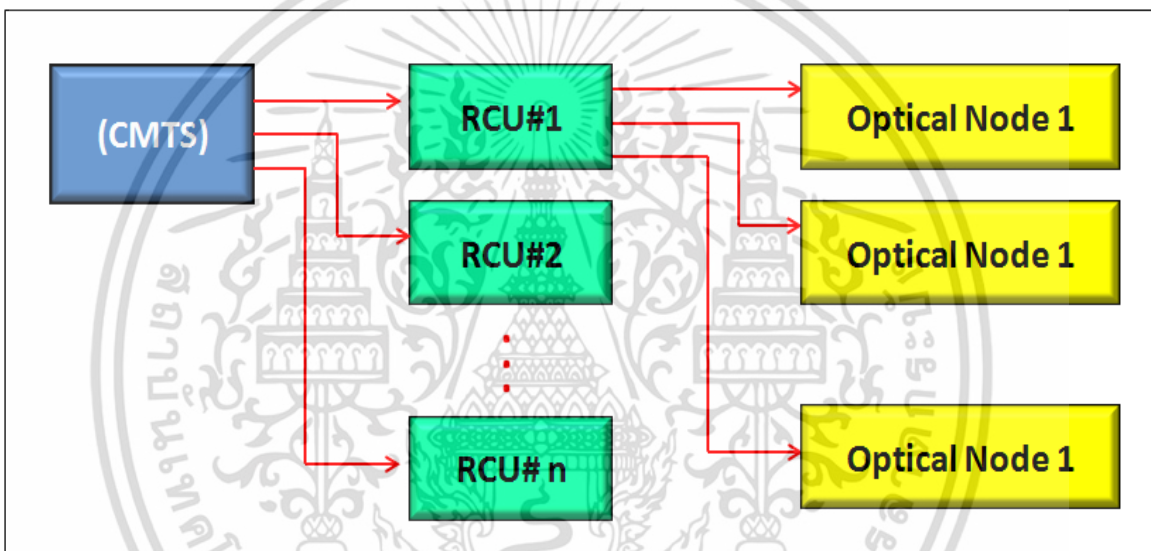 (CMTS)
RCU#1
Optical Node 1
RCU#2
Optical Node 1
RCU# n
Optical Node 1